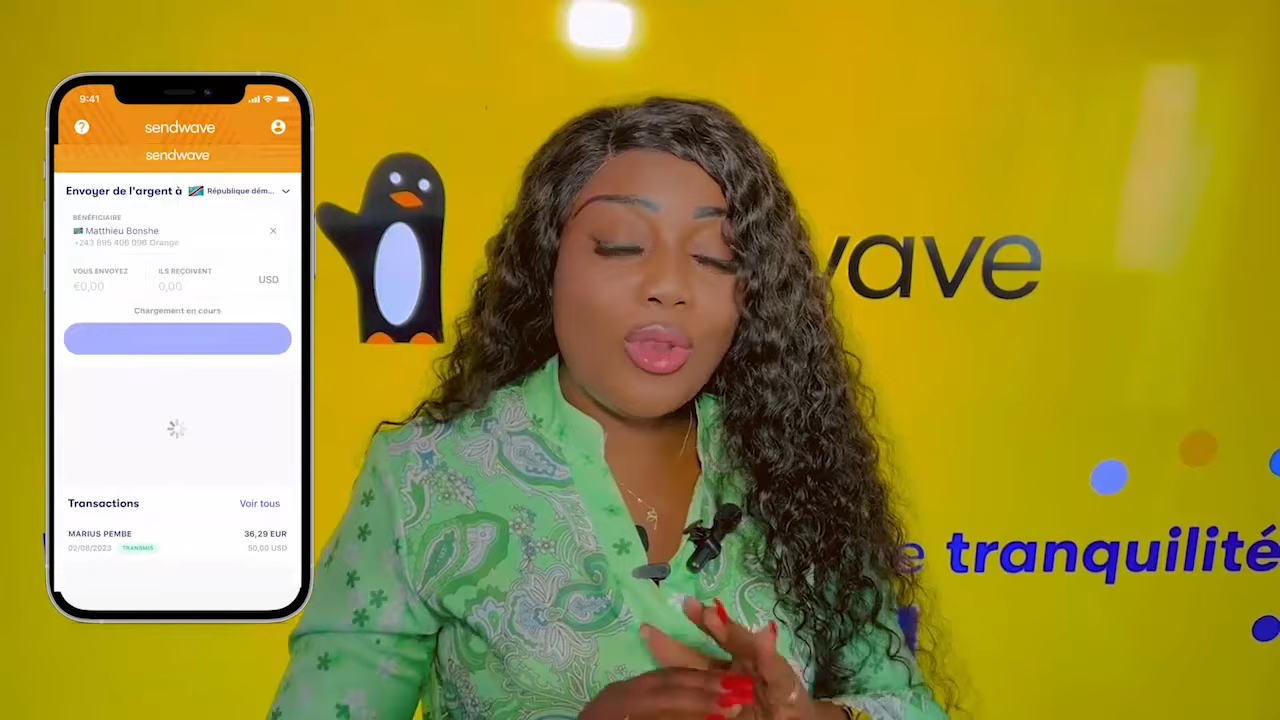 9:41
sendwave
sendwave
Envoyer de l'argent à République dém...
BÉNÉFICIAIRE
Matthieu Bonshe
+243 895 406 096 Orange
VOUS ENVOYEZ
ILS REÇOIVENT
€0,00
0,00
USD
Chargement en cours
Transactions
Voir tous
MARIUS PEMBE
36,29 EUR
02/08/2023
TRANSMIS
50,00 USD
wave
e tranquilité